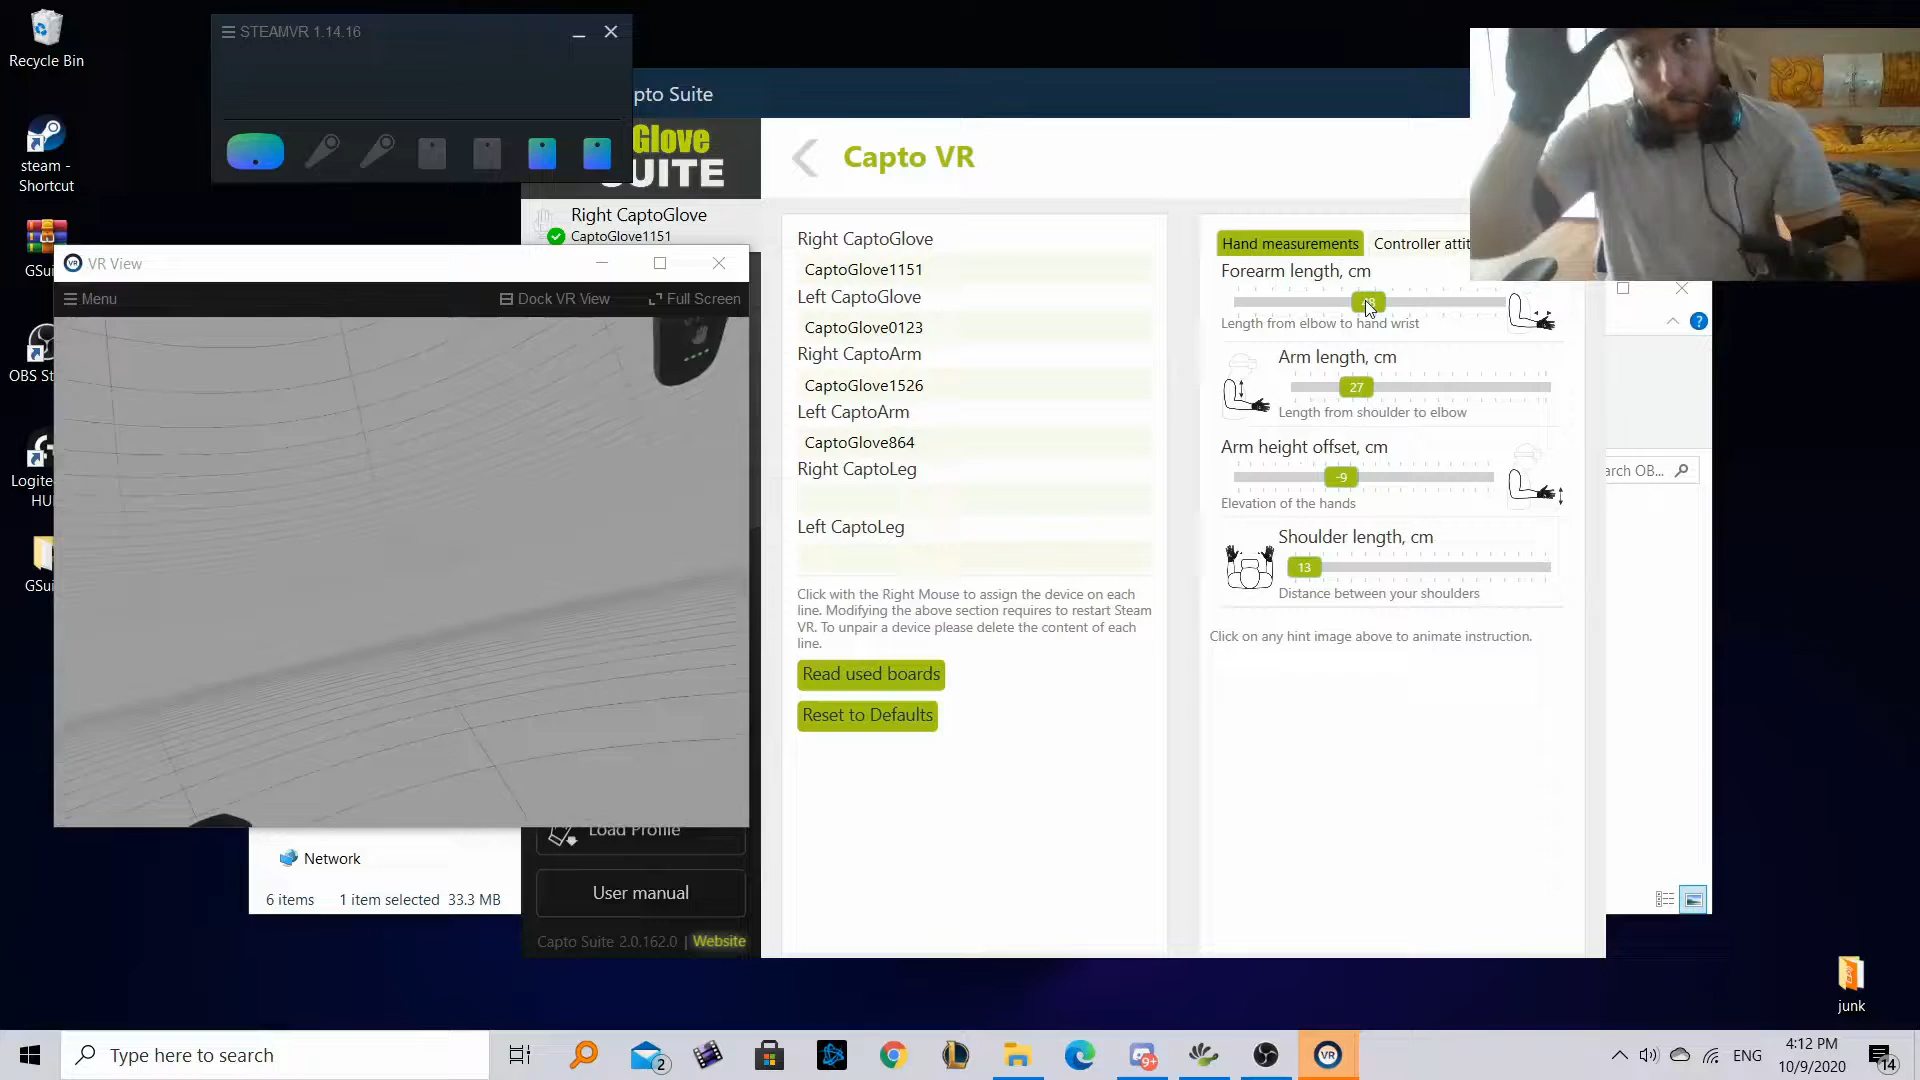 Recycle Bin
steam -
Shortcut
OBS St
Logite
HU
STEAMVR 1.14.16
pto Suite
Glove
SUITE
Right CaptoGlove
CaptoGlove1151
VR View
Menu
Dock VR View
Full Screen
Capto VR
Right CaptoGlove
CaptoGlove1151
Left CaptoGlove
CaptoGlove0123
Right CaptoArm
CaptoGlove1526
Left CaptoArm
CaptoGlove864
Right CaptoLeg
Left CaptoLeg
Click with the Right Mouse to assign the device on each
line. Modifying the above section requires to restart Steam
VR. To unpair a device please delete the content of each
line.
Read used boards
Reset to Defaults
Hand measurements
Controller attit
Forearm length, cm
Length from elbow to hand wrist
Arm length, cm
27
Length from shoulder to elbow
Arm height offset, cm
-9
Elevation of the hands
Shoulder length, cm
13
Distance between your shoulders
Click on any hint image above to animate instruction.
arch OB...
Load Profile
User manual
Capto Suite 2.0.162.0 | Website
Network
6 items
1 item selected 33.3 MB
junk
Type here to search
2
9+
VR
ENG
4:12 PM
10/9/2020
14